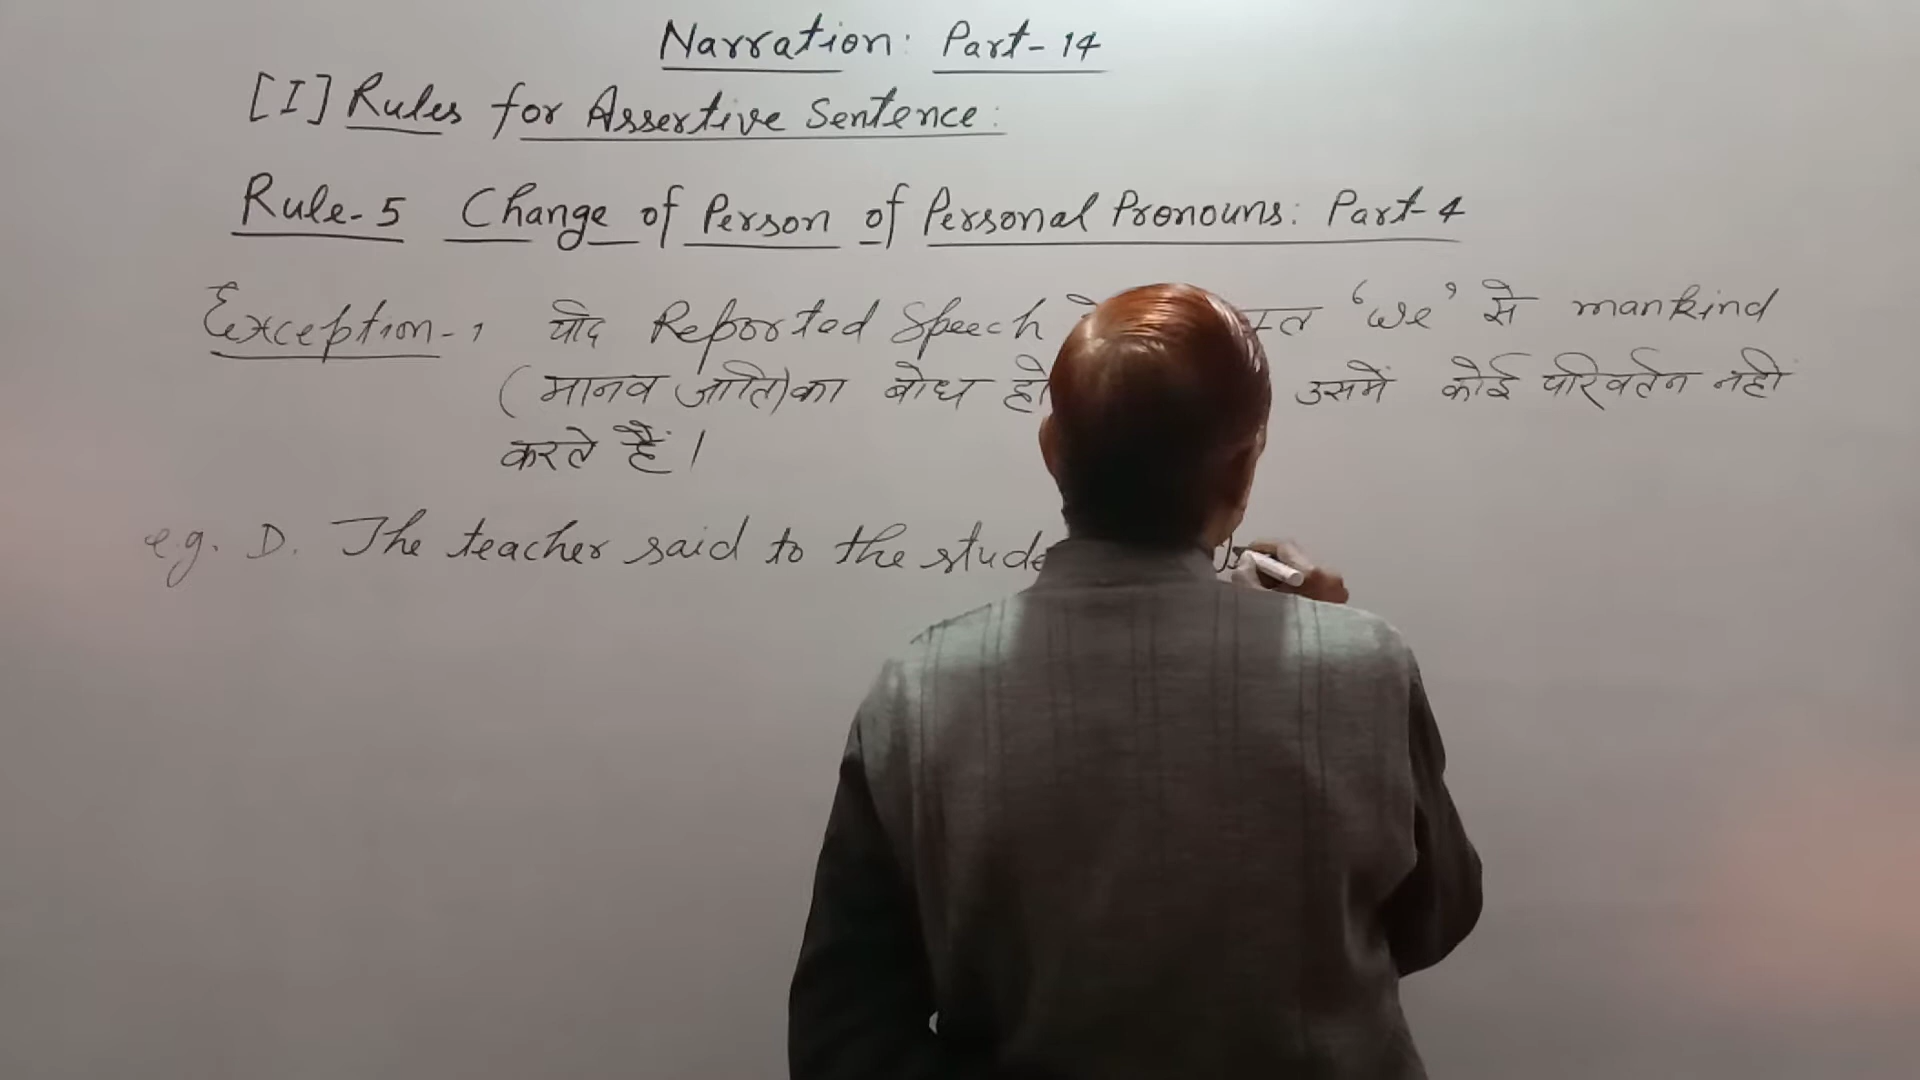 Narration: Part-14
[I] Rules for Assertive Sentence:
Rule-5 Change of Person of Personal Pronouns: Part-4
Exception-1 यदि Reported Speech 'we' से mankind
(मानव जाति) का बोध हो उसमें कोई परिवर्तन नहीं
करते हैं।
e.g. D. The teacher said to the stude